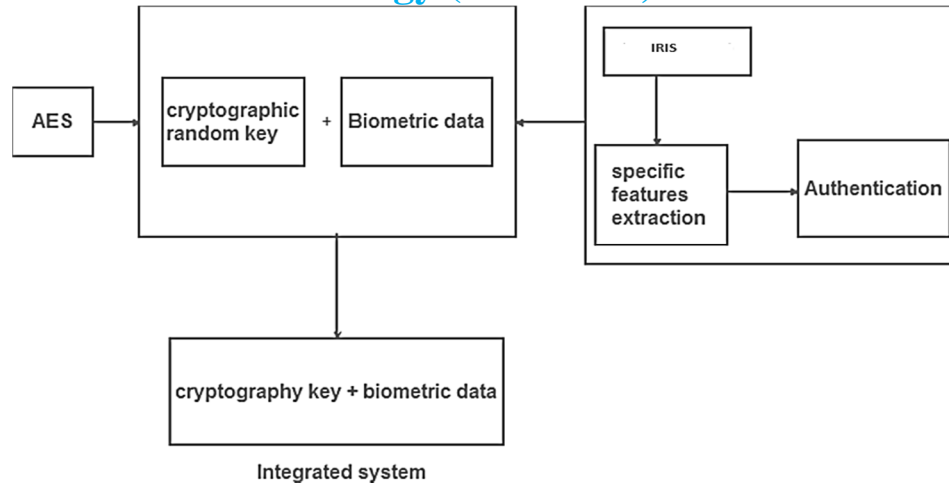 IRIS
AES
cryptographic
random key
+
Biometric data
specific
features
extraction
Authentication
cryptography key + biometric data
Integrated system